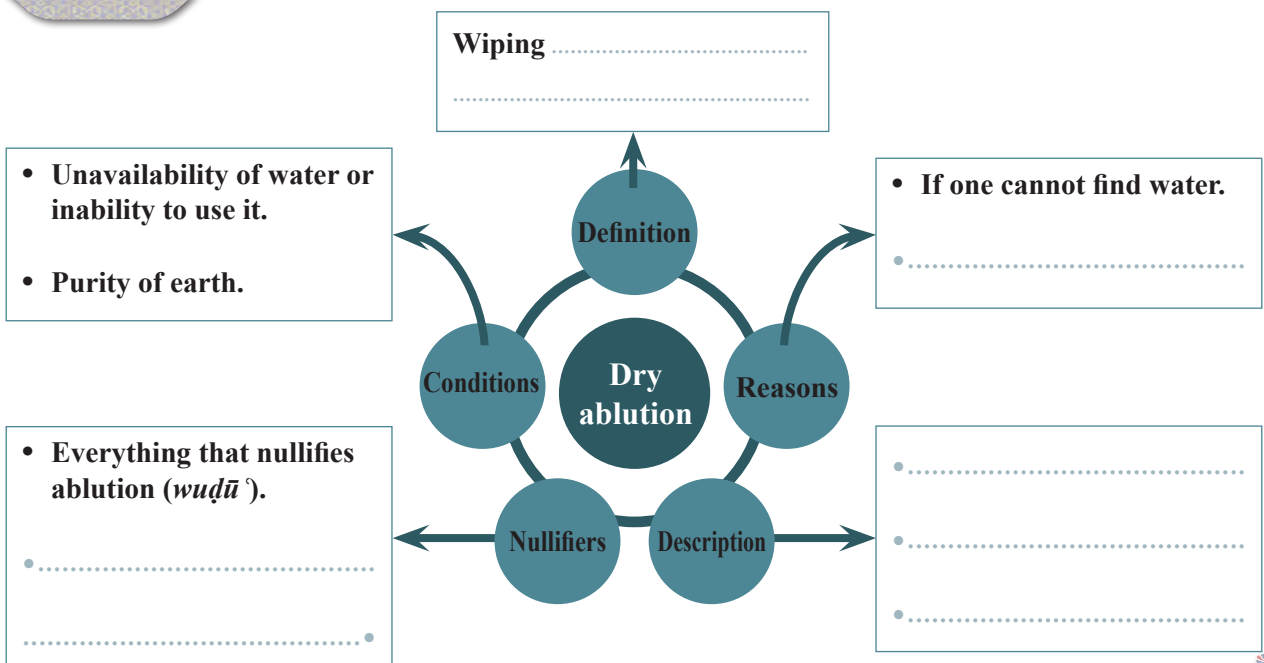 Wiping ........................................
........................................................
• Unavailability of water or
inability to use it.
• Purity of earth.
• If one cannot find water.
•.....................................................
Definition
Conditions
Dry
ablution
Reasons
• Everything that nullifies
ablution (wuḍū ʿ).
•.....................................................
.....................................................•
Nullifiers
Description
•.....................................................
•.....................................................
•.....................................................